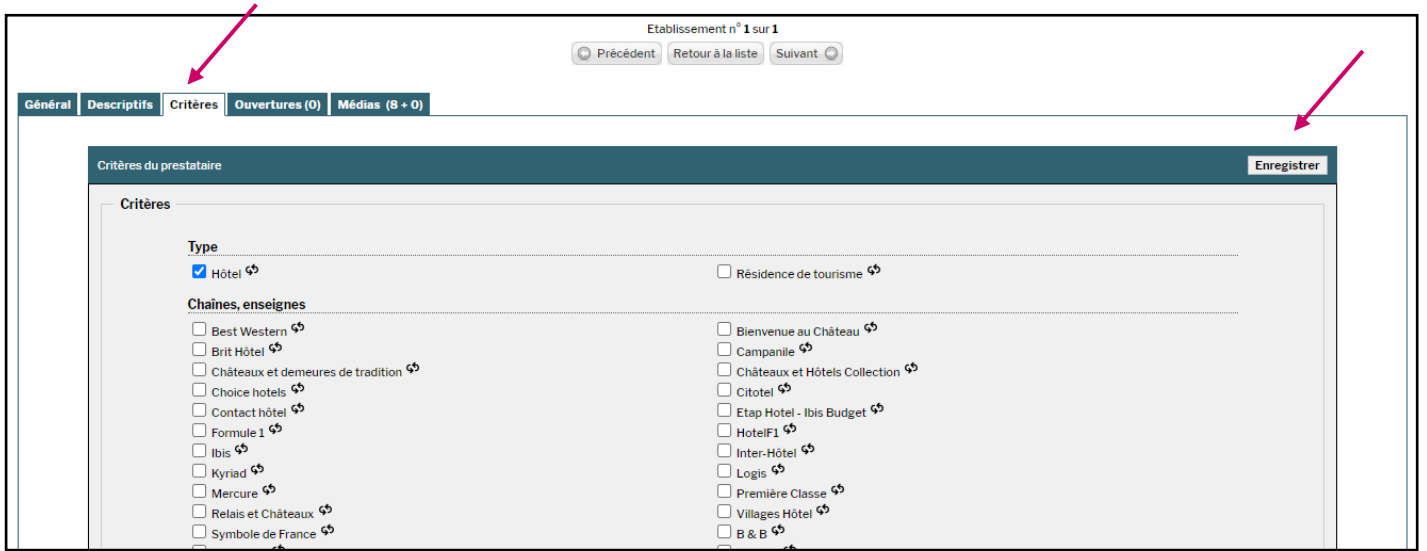 Etablissement n° 1 sur 1
Précédent Retour à la liste Suivant
Général Descriptifs Critères Ouvertures (0) Médias (8 + 0)
Critères du prestataire Enregistrer
Critères
Type
Hôtel Résidence de tourisme
Chaînes, enseignes
Best Western Bienvenue au Château
Brit Hôtel Campanile
Châteaux et demeures de tradition Châteaux et Hôtels Collection
Choice hotels Citotel
Contact hôtel Etap Hotel - Ibis Budget
Formule 1 HotelF1
Ibis Inter-Hôtel
Kyriad Logis
Mercure Première Classe
Relais et Châteaux Villages Hôtel
Symbole de France B & B